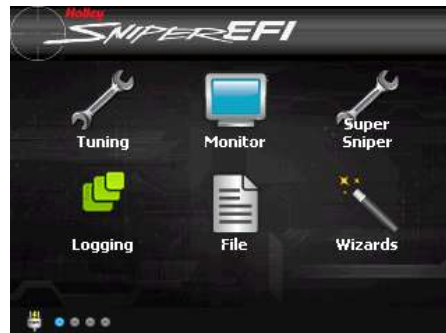 Holley
SNIPER EFI
Tuning
Monitor
Super
Sniper
Logging
File
Wizards